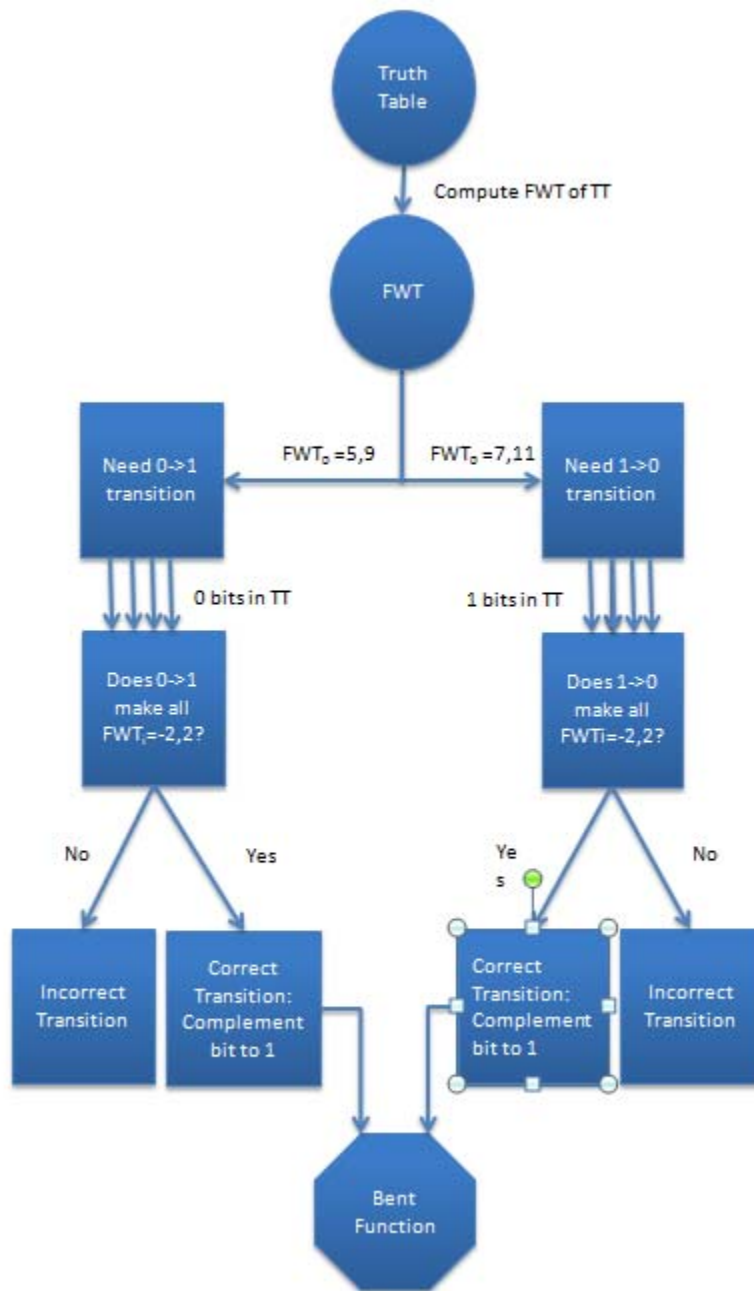 Truth
Table
Compute FWT of TT
FWT
Need 0->1
transition
FWT₀ =5,9
FWT₀ =7,11
Need 1->0
transition
0 bits in TT
1 bits in TT
Does 0->1
make all
FWTᵢ=-2,2?
Does 1->0
make all
FWTi=-2,2?
No
Yes
Ye
s
No
Incorrect
Transition
Correct
Transition:
Complement
bit to 1
Correct
Transition:
Complement
bit to 1
Incorrect
Transition
Bent
Function